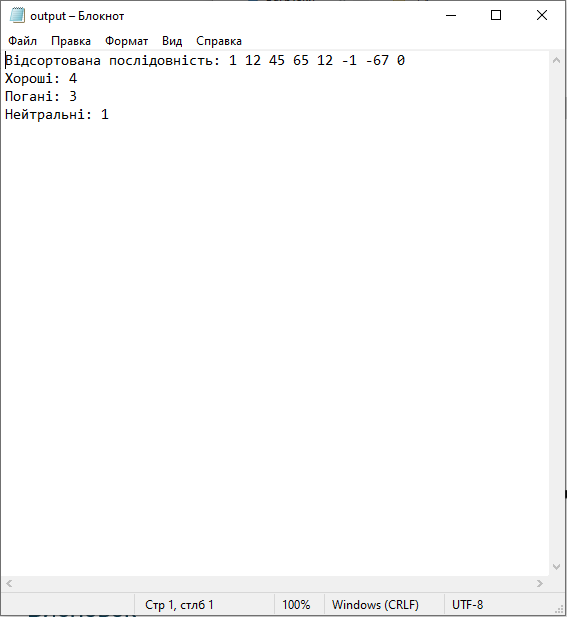 output – Блокнот
Файл Правка Формат Вид Справка
Відсортована послідовність: 1 12 45 65 12 -1 -67 0
Хороші: 4
Погані: 3
Нейтральні: 1
Стр 1, стлб 1 100% Windows (CRLF) UTF-8